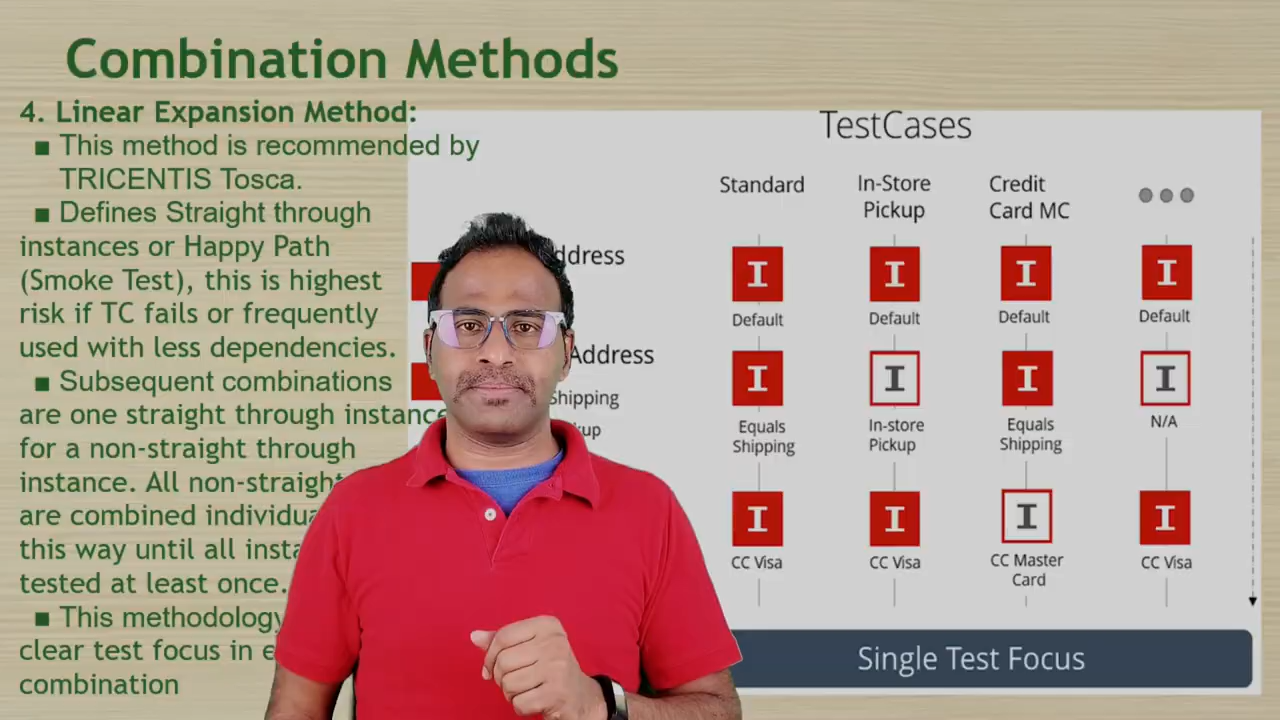 Combination Methods
4. Linear Expansion Method:
■ This method is recommended by
TRICENTIS Tosca.
■ Defines Straight through
instances or Happy Path
(Smoke Test), this is highest
risk if TC fails or frequently
used with less dependencies.
■ Subsequent combinations
are one straight through instance
for a non-straight through
instance. All non-straight
are combined
this way until all
tested at least once.
■ This methodology
clear test focus in
combination
TestCases
Standard
In-Store
Pickup
Credit
Card MC
Address
I I I I
Default Default Default Default
Address
Shipping
I I I I
Equals
Shipping
In-store
Pickup
Equals
Shipping
N/A
I I I I
CC Visa CC Visa CC Master
Card
CC Visa
Single Test Focus